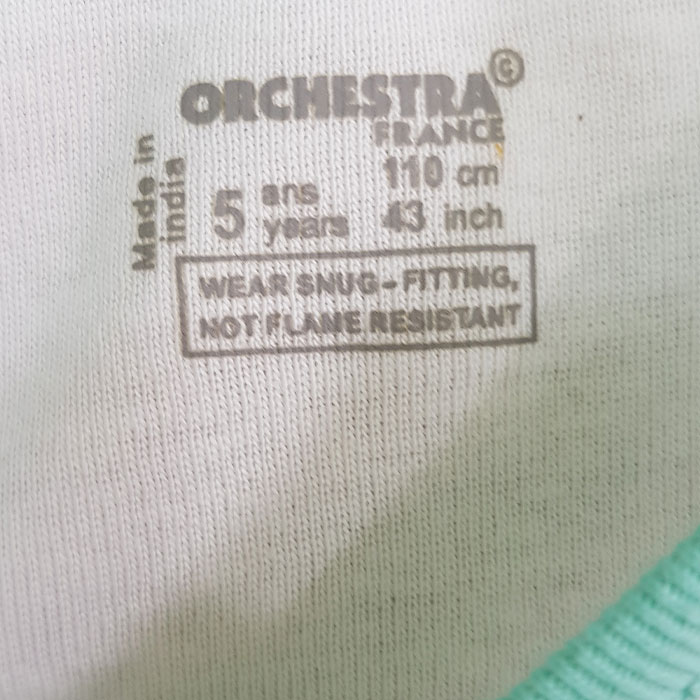 ORCHESTRA ©
FRANCE
Made in
india
5 ans
years
110 cm
43 inch
WEAR SNUG-FITTING,
NOT FLAME RESISTANT